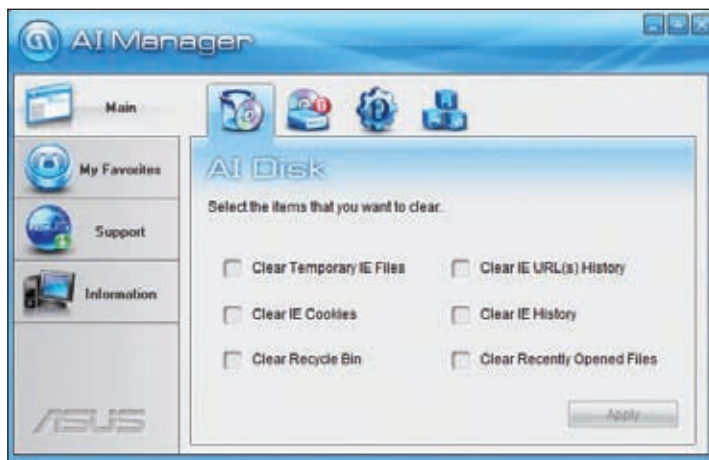 AI Manager
Main
My Favorites
Support
Information
ASUS
AI Disk
Select the items that you want to clear.
Clear Temporary IE Files
Clear IE URL(s) History
Clear IE Cookies
Clear IE History
Clear Recycle Bin
Clear Recently Opened Files
Apply